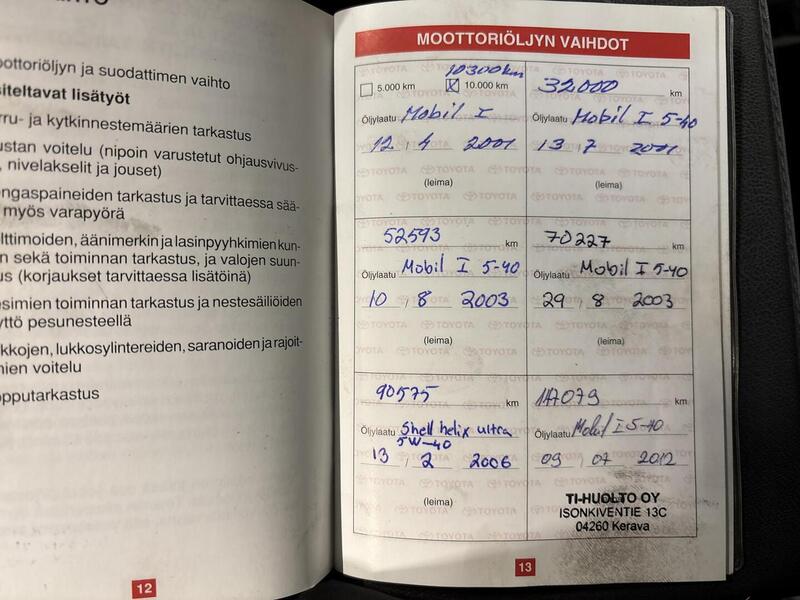 oottoriöljyn ja suodattimen vaihto
siteltavat lisätyöt
rru- ja kytkinnestemäärien tarkastus
ustan voitelu (nipoin varustetut ohjausvivus-
, nivelakselit ja jouset)
engaspaineiden tarkastus ja tarvittaessa sää-
myös varapyörä
lttimoiden, äänimerkin ja lasinpyyhkimien kun-
n sekä toiminnan tarkastus, ja valojen suun-
us (korjaukset tarvittaessa lisätöinä)
esimien toiminnan tarkastus ja nestesäiliöiden
yttö pesunesteellä
kkojen, lukkosylintereiden, saranoiden ja rajoit-
mien voitelu
opputarkastus
12
MOOTTORIÖLJYN VAIHDOT
10300km
5.000 km 10.000 km
Öljylaatu Mobil I
12 , 4 2001
(leima)
32000 km
Öljylaatu Mobil I 5-40
13 , 7 2001
(leima)
52593 km
Öljylaatu Mobil I 5-40
10 , 8 2003
(leima)
70227 km
Öljylaatu Mobil I 5-40
29 , 8 2003
(leima)
90575 km
Öljylaatu Shell helix ultra
5W-40
13 , 2 2006
(leima)
km
Öljylaatu Mobil I 5-40
09 07 2012
TI-HUOLTO OY
ISONKIVENTIE 13C
04260 Kerava
13